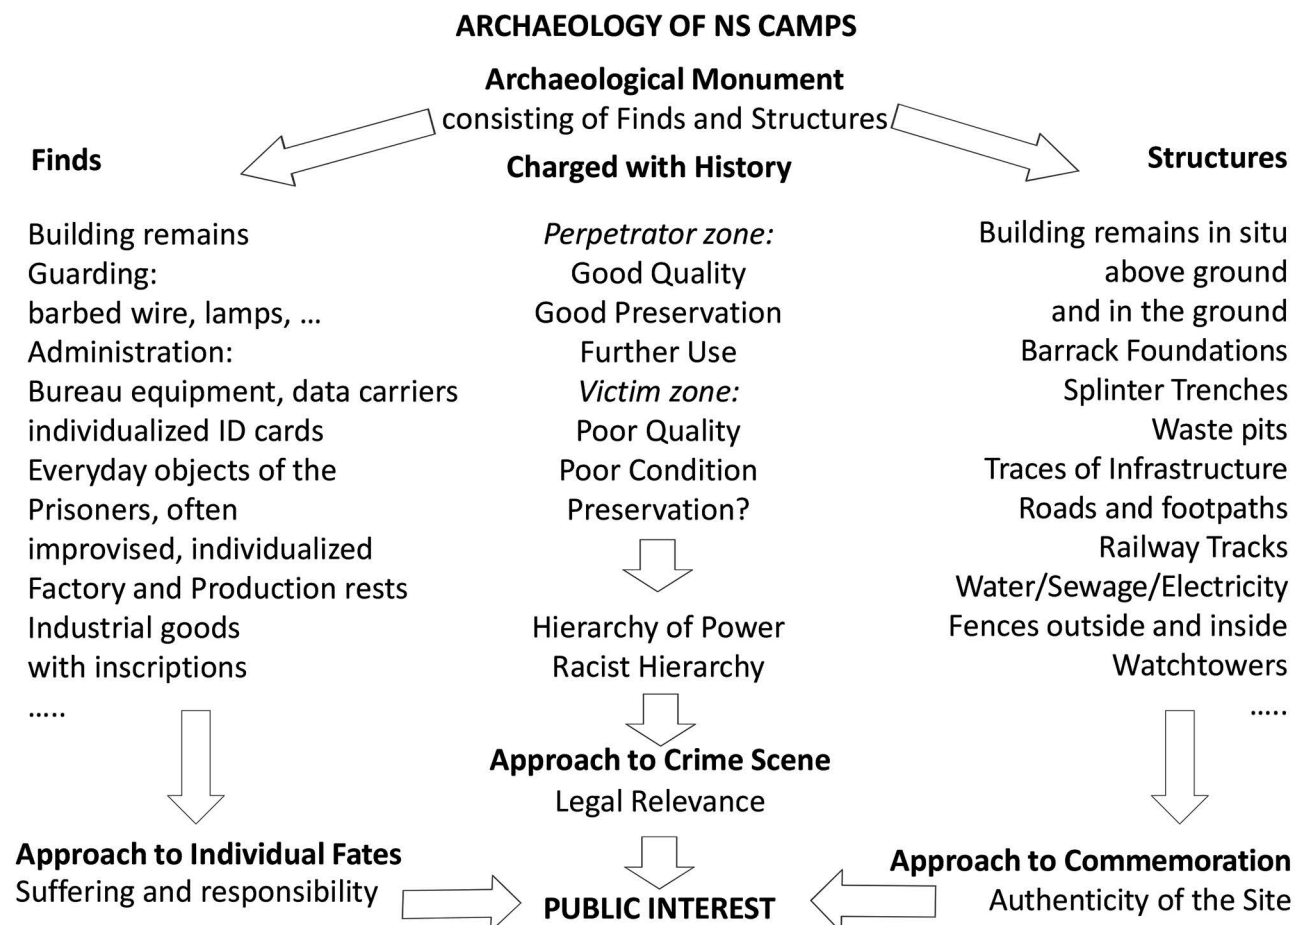 ARCHAEOLOGY OF NS CAMPS
Archaeological Monument
consisting of Finds and Structures
Charged with History
Finds
Building remains
Guarding:
barbed wire, lamps, ...
Administration:
Bureau equipment, data carriers
individualized ID cards
Everyday objects of the
Prisoners, often
improvised, individualized
Factory and Production rests
Industrial goods
with inscriptions
.....
Approach to Individual Fates
Suffering and responsibility
Perpetrator zone:
Good Quality
Good Preservation
Further Use
Victim zone:
Poor Quality
Poor Condition
Preservation?
Hierarchy of Power
Racist Hierarchy
Approach to Crime Scene
Legal Relevance
PUBLIC INTEREST
Structures
Building remains in situ
above ground
and in the ground
Barrack Foundations
Splinter Trenches
Waste pits
Traces of Infrastructure
Roads and footpaths
Railway Tracks
Water/Sewage/Electricity
Fences outside and inside
Watchtowers
.....
Approach to Commemoration
Authenticity of the Site